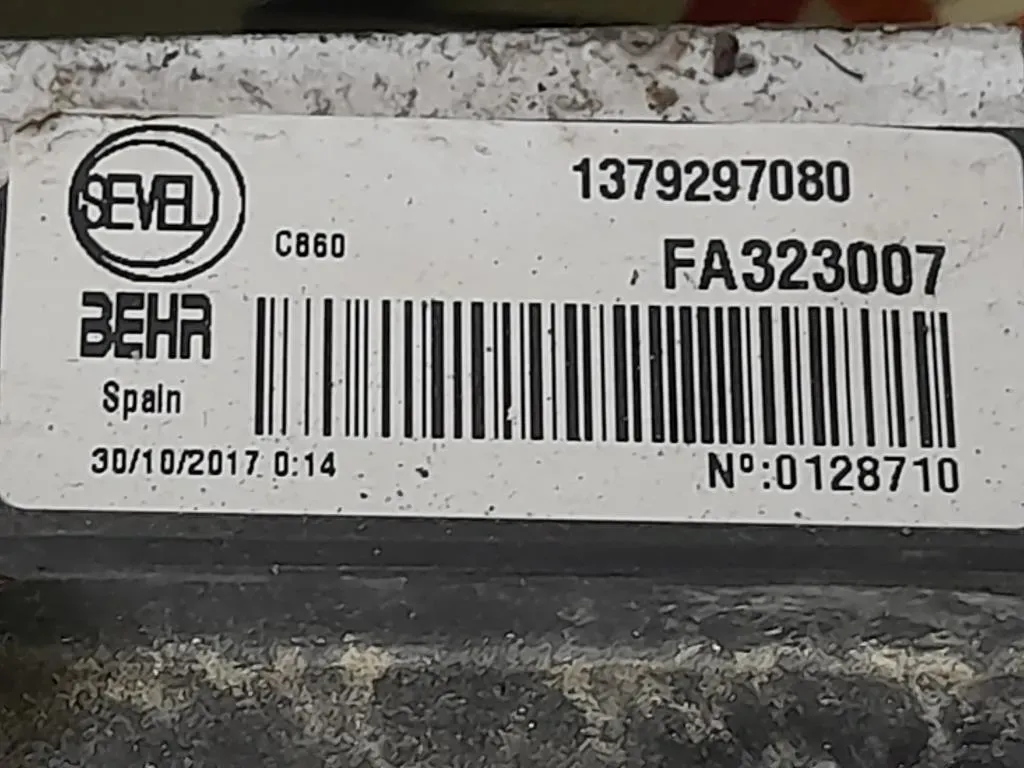 SEVEL
1379297080
C860
FA323007
BEHR
Spain
30/10/2017 0:14
Nº:0128710